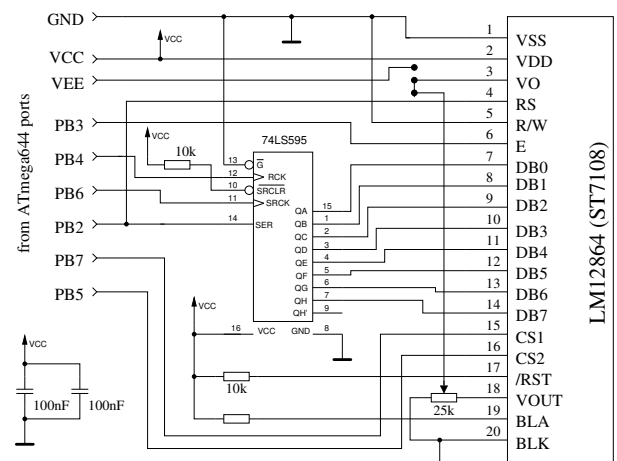 GND
VCC
VEE
PB3
PB4
PB6
PB2
PB7
PB5
from ATmega644 ports
VCC
VCC
10k
74LS595
13
G
12
RCK
10
SRCLR
11
SRCK
14
SER
QA
15
QB
1
QC
2
QD
3
QE
4
QF
5
QG
6
QH
7
QH'
9
16
VCC
GND
8
VCC
10k
VCC
100nF
100nF
25k
1
VSS
2
VDD
3
VO
4
RS
5
R/W
6
E
7
DB0
8
DB1
9
DB2
10
DB3
11
DB4
12
DB5
13
DB6
14
DB7
15
CS1
16
CS2
17
/RST
18
VOUT
19
BLA
20
BLK
LM12864 (ST7108)